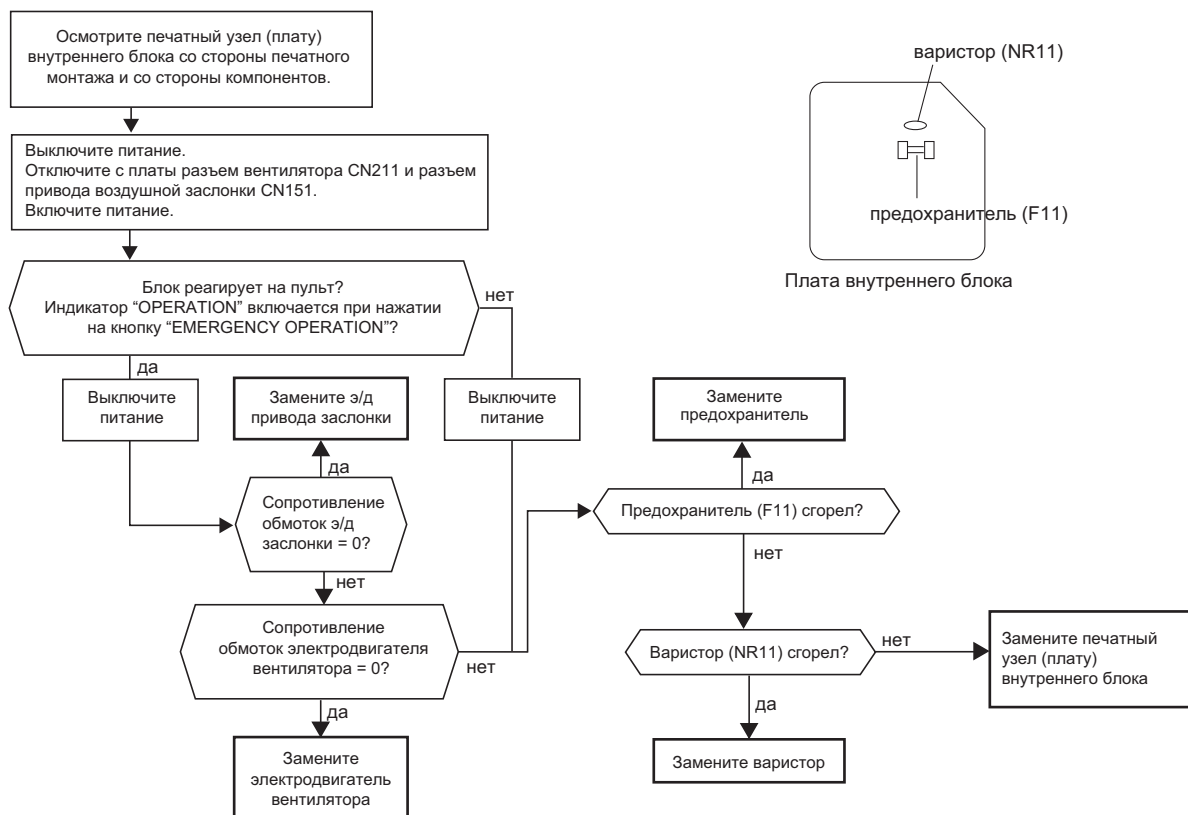 Осмотрите печатный узел (плату)
внутреннего блока со стороны печатного
монтажа и со стороны компонентов.
варистор (NR11)
предохранитель (F11)
Плата внутреннего блока
Выключите питание.
Отключите с платы разъем вентилятора CN211 и разъем
привода воздушной заслонки CN151.
Включите питание.
Блок реагирует на пульт?
Индикатор “OPERATION” включается при нажатии
на кнопку “EMERGENCY OPERATION”?
нет
да
Выключите
питание
Замените э/д
привода заслонки
Выключите
питание
Замените
предохранитель
да
Сопротивление
обмоток э/д
заслонки = 0?
да
Предохранитель (F11) сгорел?
нет
нет
Сопротивление
обмоток электродвигателя
вентилятора = 0?
нет
Варистор (NR11) сгорел?
нет
Замените печатный
узел (плату)
внутреннего блока
да
да
Замените
электродвигатель
вентилятора
Замените варистор